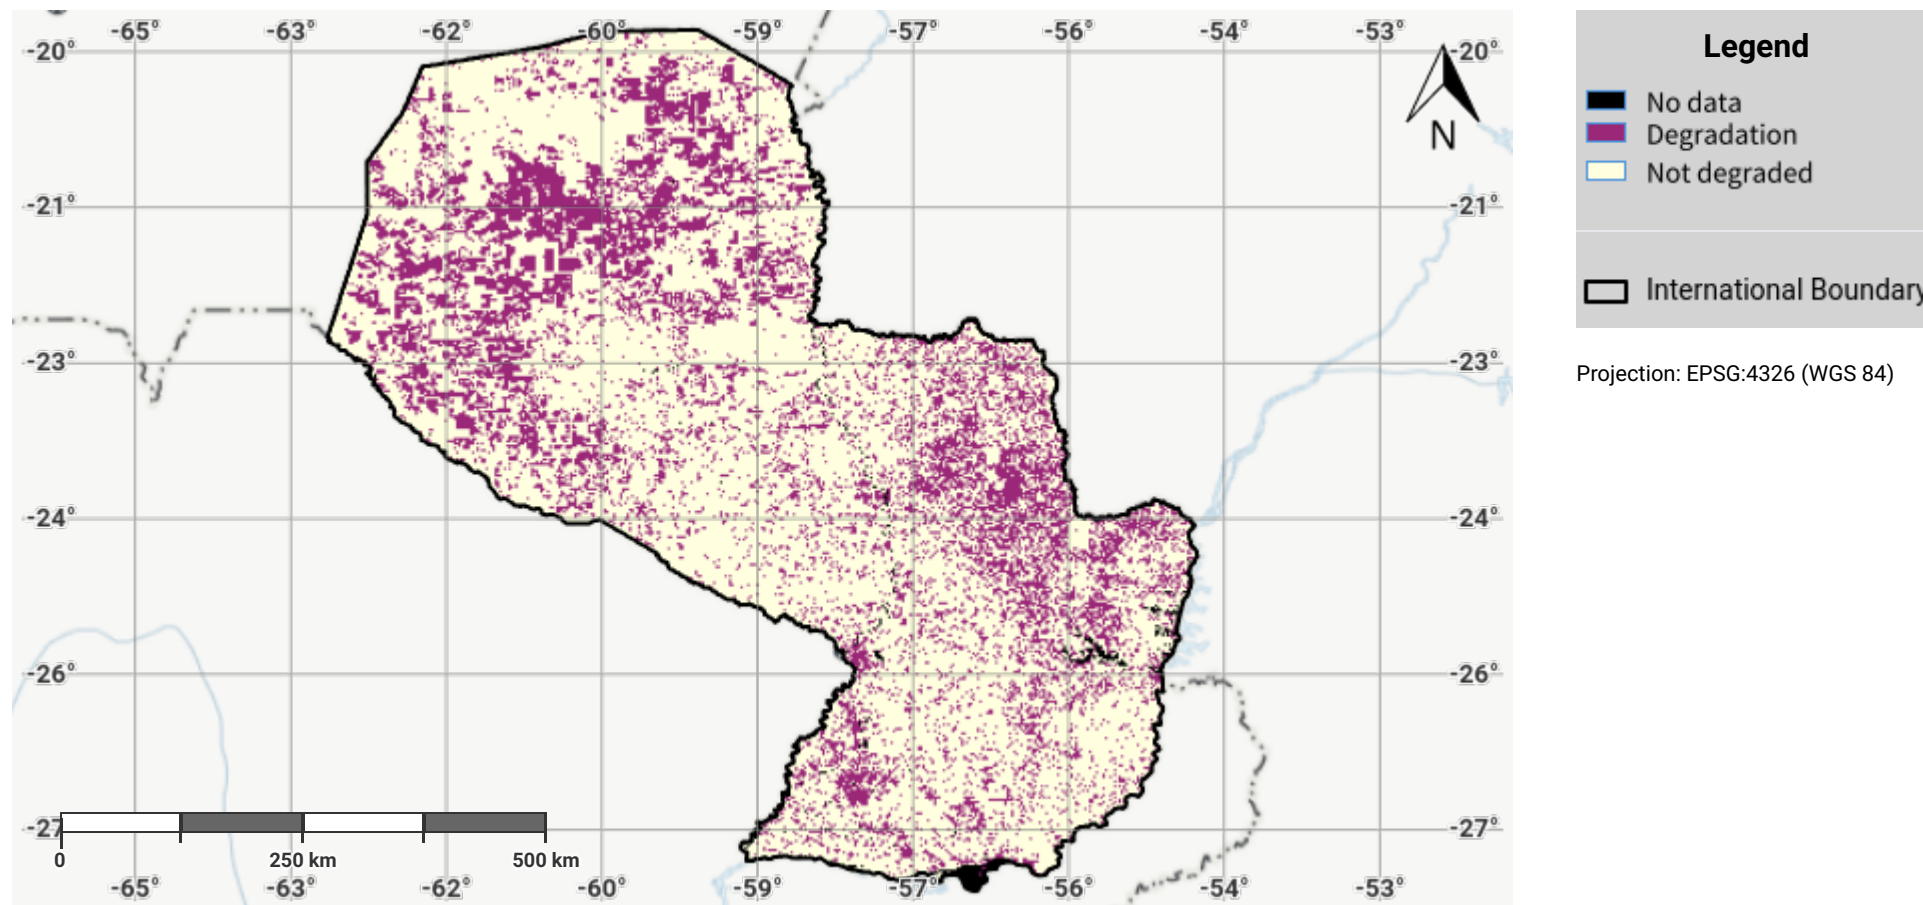 -65° -63° -62° -60° -59° -57° -56° -54° -53°
-20° -20°
-21° -21°
-23° -23°
-24° -24°
-26° -26°
-27 -27°
0 250 km 500 km
-65° -63° -62° -60° -59° -57° -56° -54° -53°
N
Legend
No data
Degradation
Not degraded
International Boundary
Projection: EPSG:4326 (WGS 84)